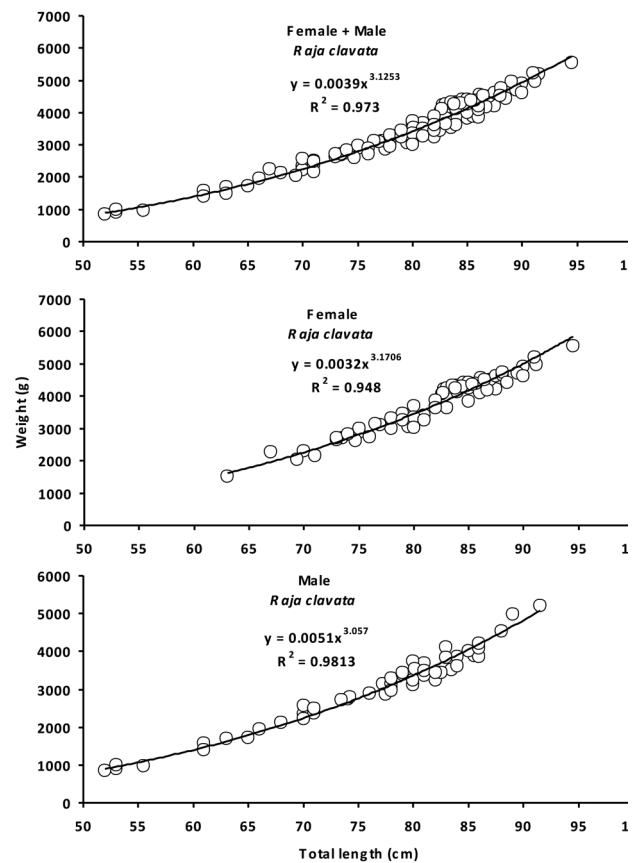 7000
6000
5000
4000
3000
2000
1000
0
Female + Male
Raja clavata
y = 0.0039x^3.1253
R² = 0.973
50 55 60 65 70 75 80 85 90 95 1
Weight (g)
7000
6000
5000
4000
3000
2000
1000
0
Female
Raja clavata
y = 0.0032x^3.1706
R² = 0.948
50 55 60 65 70 75 80 85 90 95 1
6000
5000
4000
3000
2000
1000
0
Male
Raja clavata
y = 0.0051x^3.057
R² = 0.9813
50 55 60 65 70 75 80 85 90 95 1
Total length (cm)